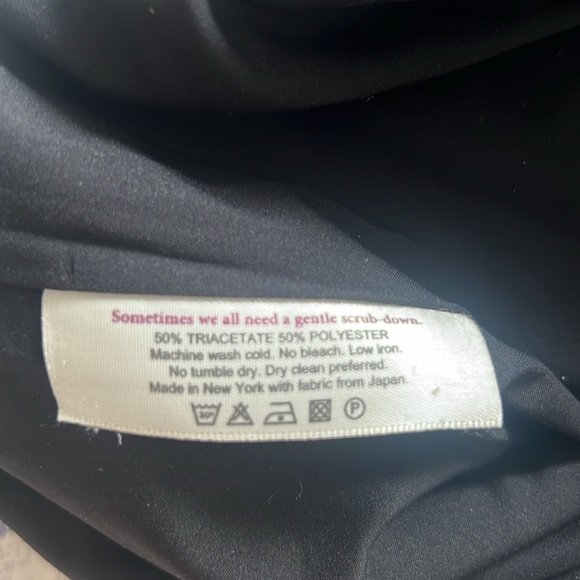 Sometimes we all need a gentle scrub-down.
50% TRIACETATE 50% POLYESTER
Machine wash cold. No bleach. Low iron.
No tumble dry. Dry clean preferred.
Made in New York with fabric from Japan.
30° P